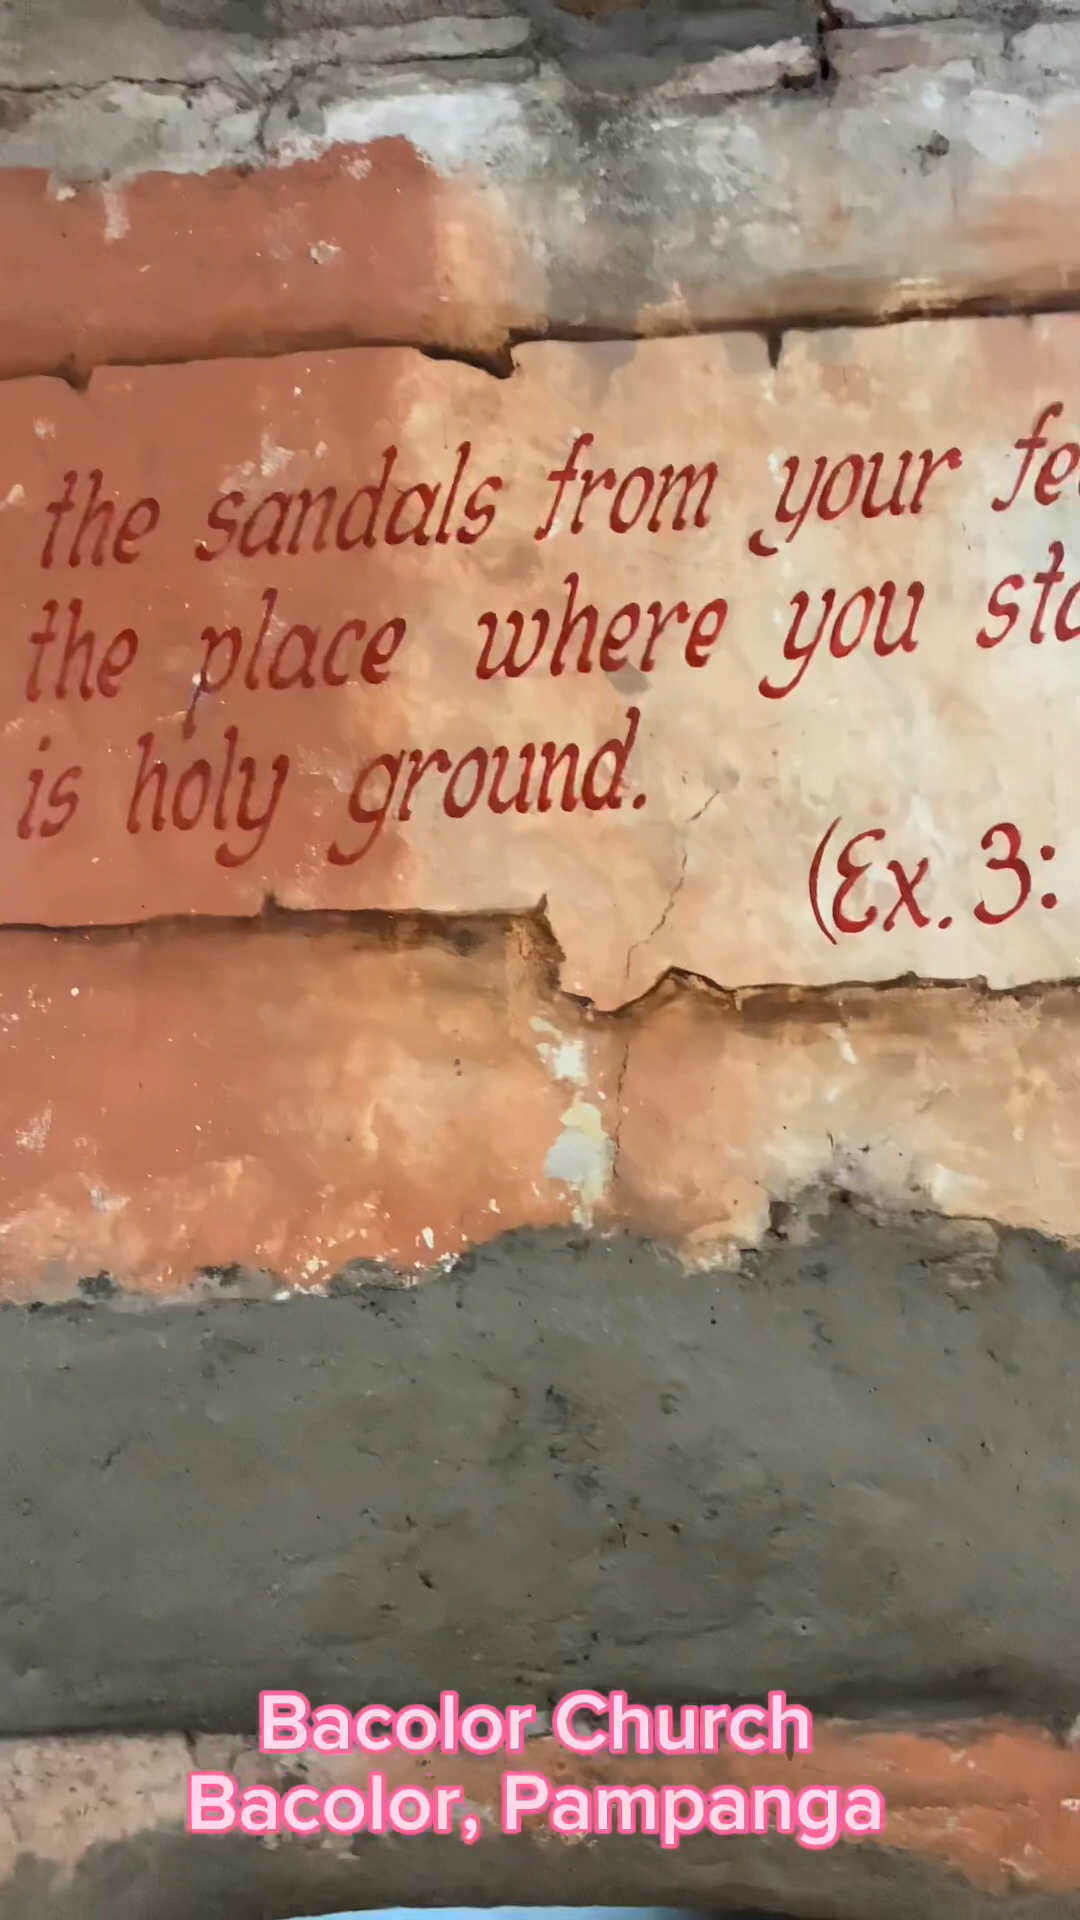 the sandals from your
the place where you
is holy ground.
(Ex. 3:
Bacolor Church
Bacolor, Pampanga